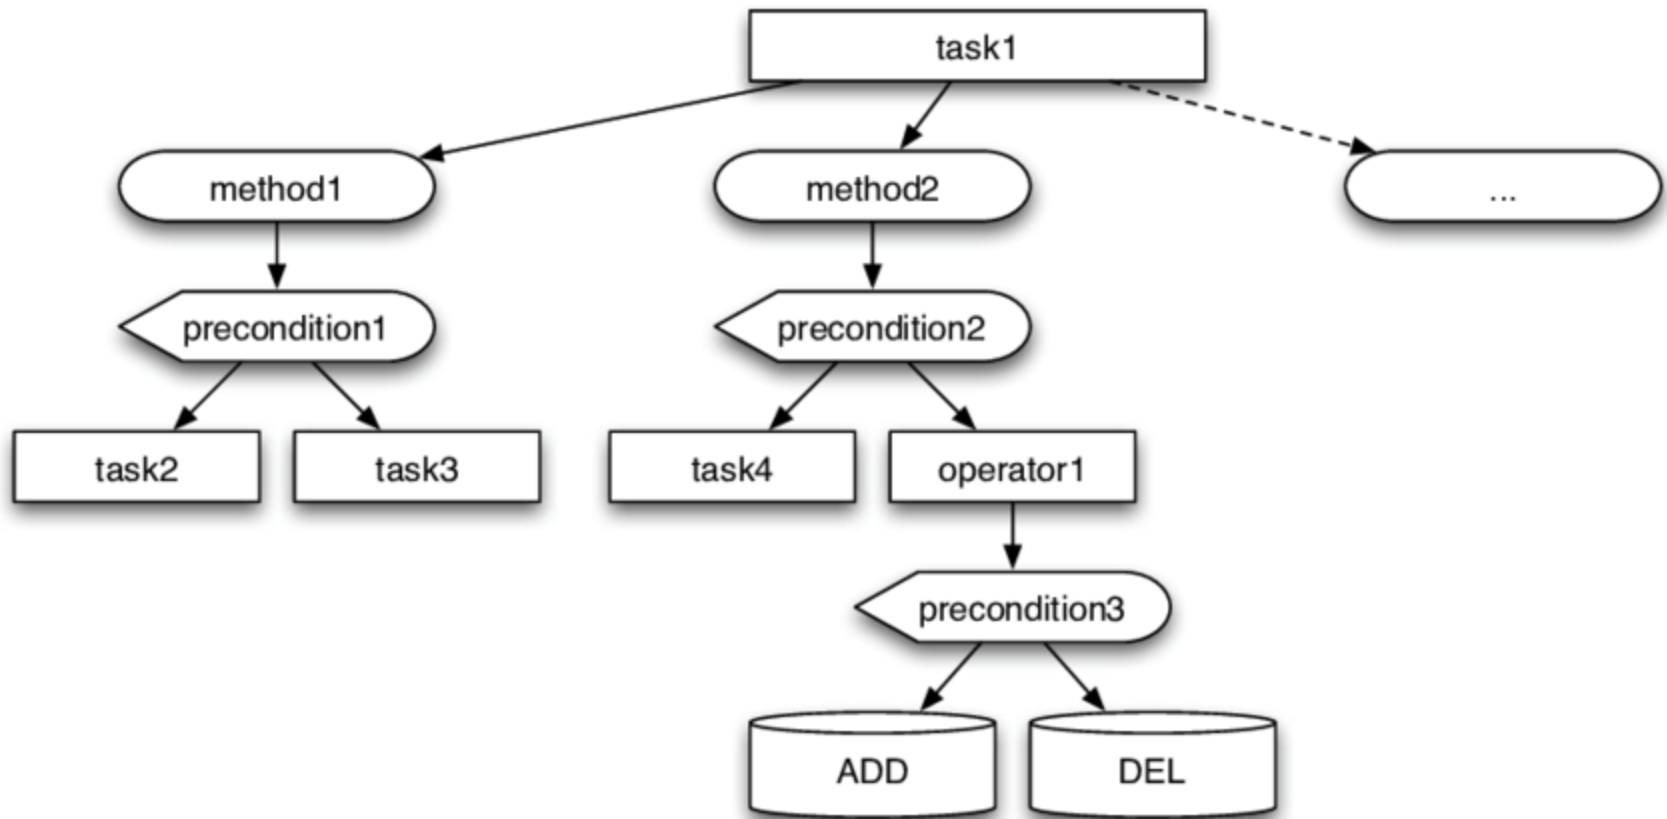 task1
method1
method2
...
precondition1
precondition2
task2
task3
task4
operator1
precondition3
ADD
DEL